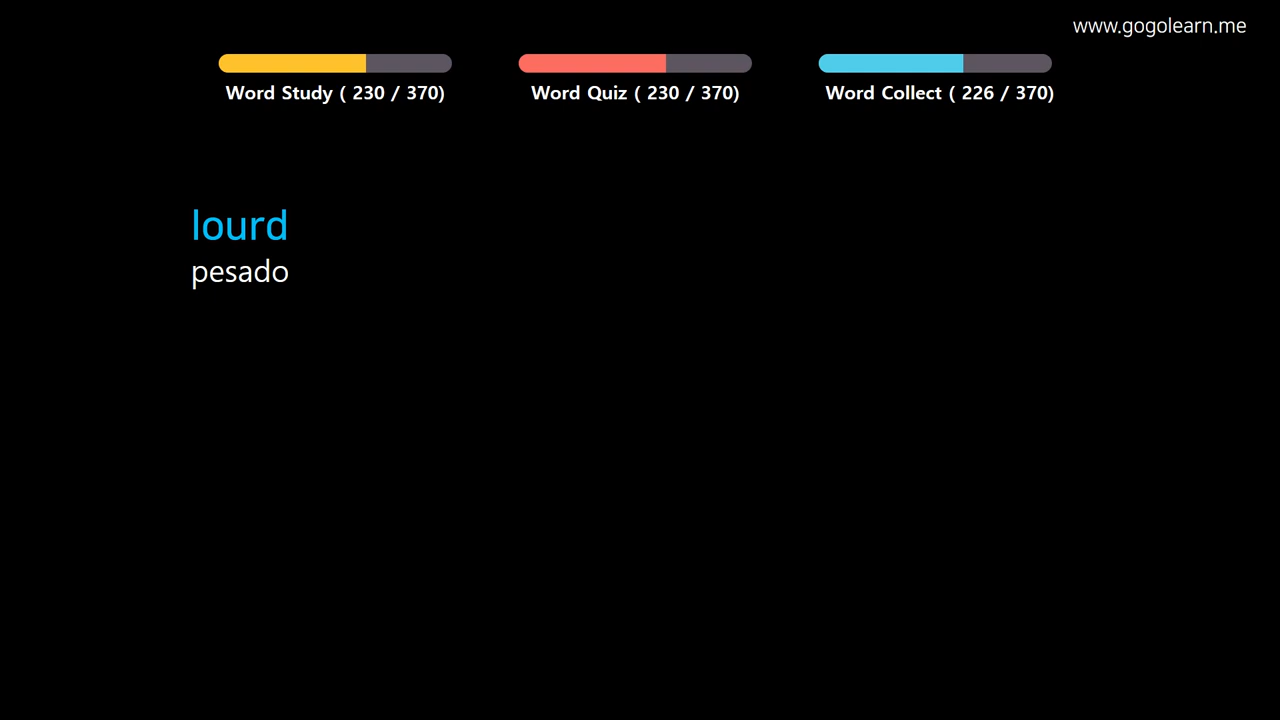 www.gogolearn.me
Word Study ( 230 / 370)
Word Quiz ( 230 / 370)
Word Collect ( 226 / 370)
lourd
pesado